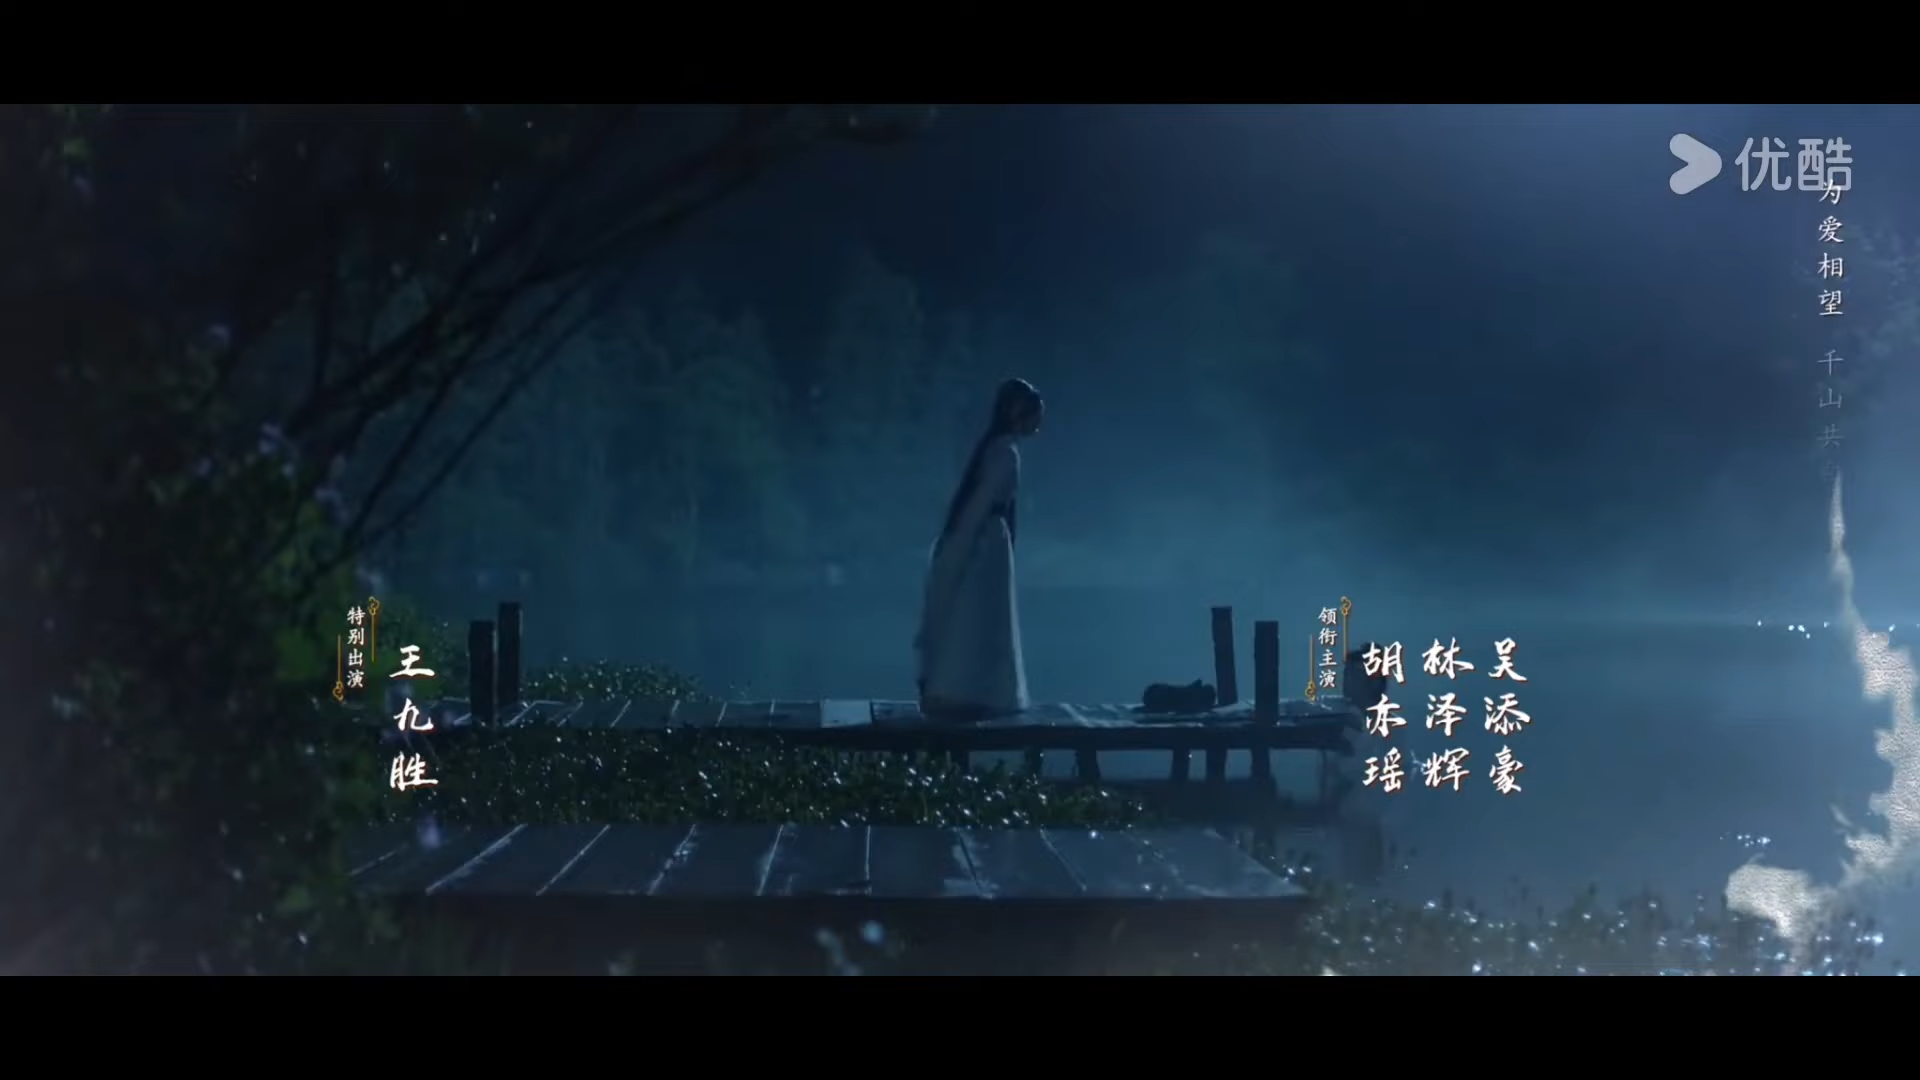 优酷
为爱相望 千山共
特别出演
王九胜
领衔主演
吴添豪
林泽辉
胡亦瑶